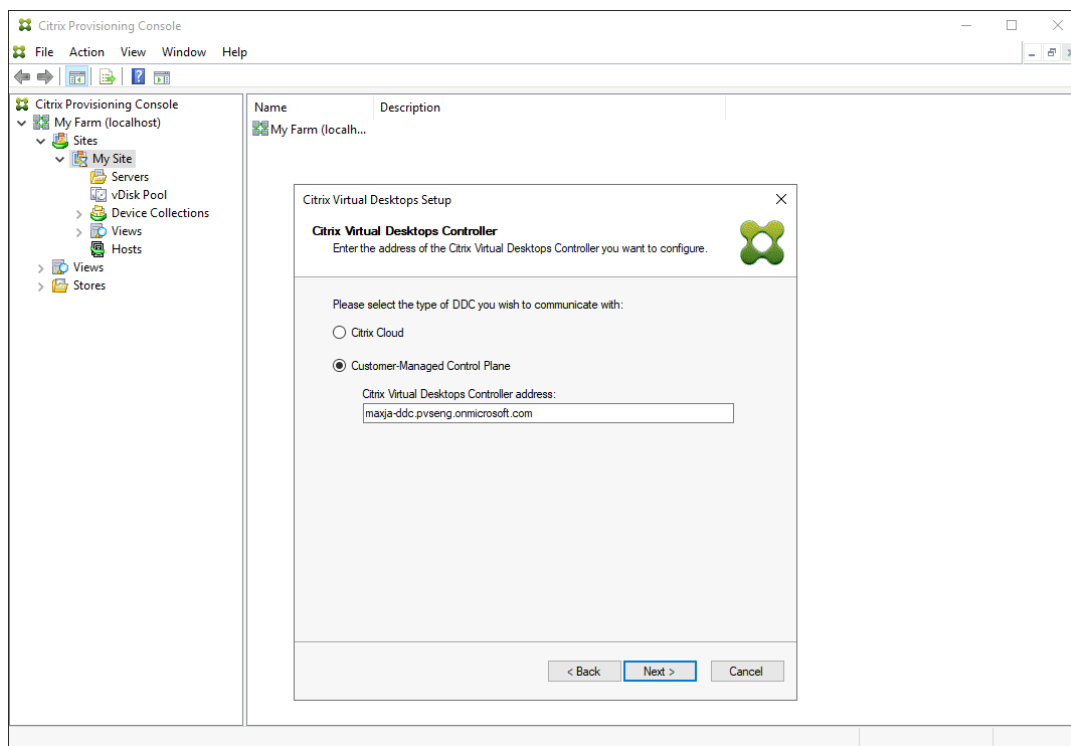 Citrix Provisioning Console
File Action View Window Help
Citrix Provisioning Console
My Farm (localhost)
Sites
My Site
Servers
vDisk Pool
Device Collections
Views
Hosts
Views
Stores
Name Description
My Farm (localh...
Citrix Virtual Desktops Setup
Citrix Virtual Desktops Controller
Enter the address of the Citrix Virtual Desktops Controller you want to configure.
Please select the type of DDC you wish to communicate with:
Citrix Cloud
Customer-Managed Control Plane
Citrix Virtual Desktops Controller address:
maxja-ddc.pvseng.onmicrosoft.com
< Back Next > Cancel